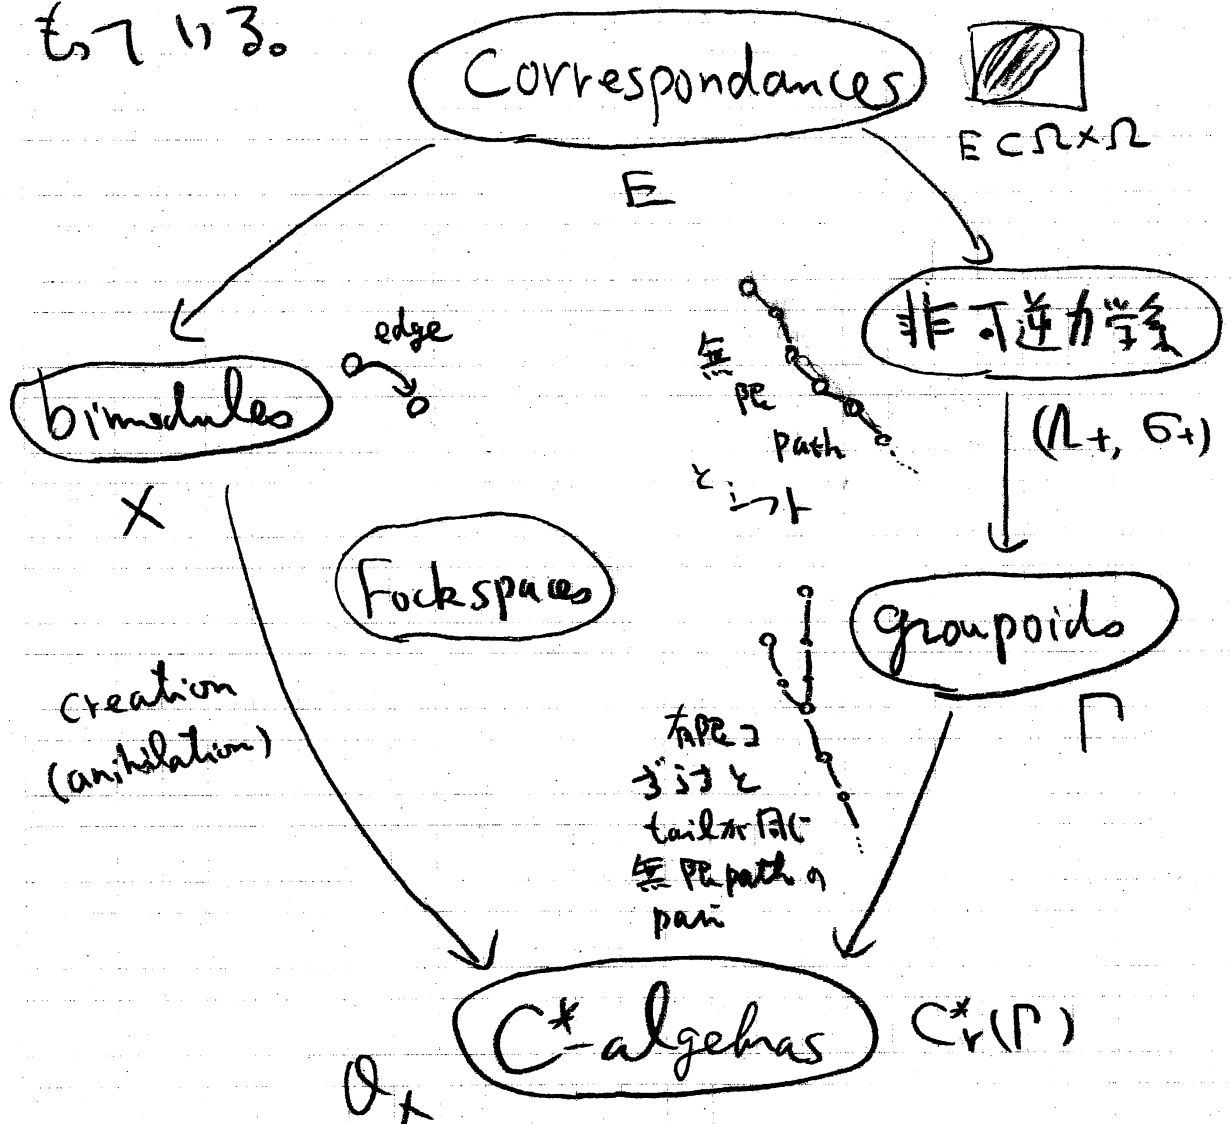 もっている。
Correspondances
E ⊂ Ω × Ω
E
edge
bimodules
X
非可逆力学系
(Λ+, σ+)
無限
path
とシフト
Fock spaces
groupoids
Γ
creation
(anihilation)
有限コ
ずらすと
tailが同じ
無限pathの
pair
C*-algebras
C*r(Γ)
O_X